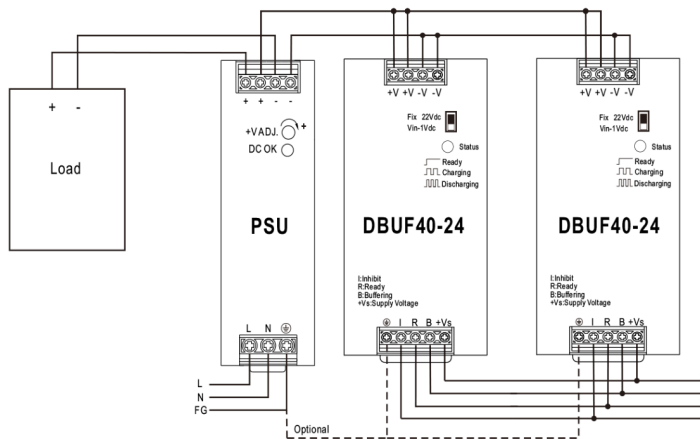 + -
Load
+ + - -
+V ADJ. +
DC OK
PSU
L N
L
N
FG
Optional
+V +V -V -V
Fix 22Vdc
Vin-1Vdc
Status
Ready
Charging
Discharging
DBUF40-24
I:Inhibit
R:Ready
B:Buffering
+Vs:Supply Voltage
I R B +Vs
+V +V -V -V
Fix 22Vdc
Vin-1Vdc
Status
Ready
Charging
Discharging
DBUF40-24
I:Inhibit
R:Ready
B:Buffering
+Vs:Supply Voltage
I R B +Vs